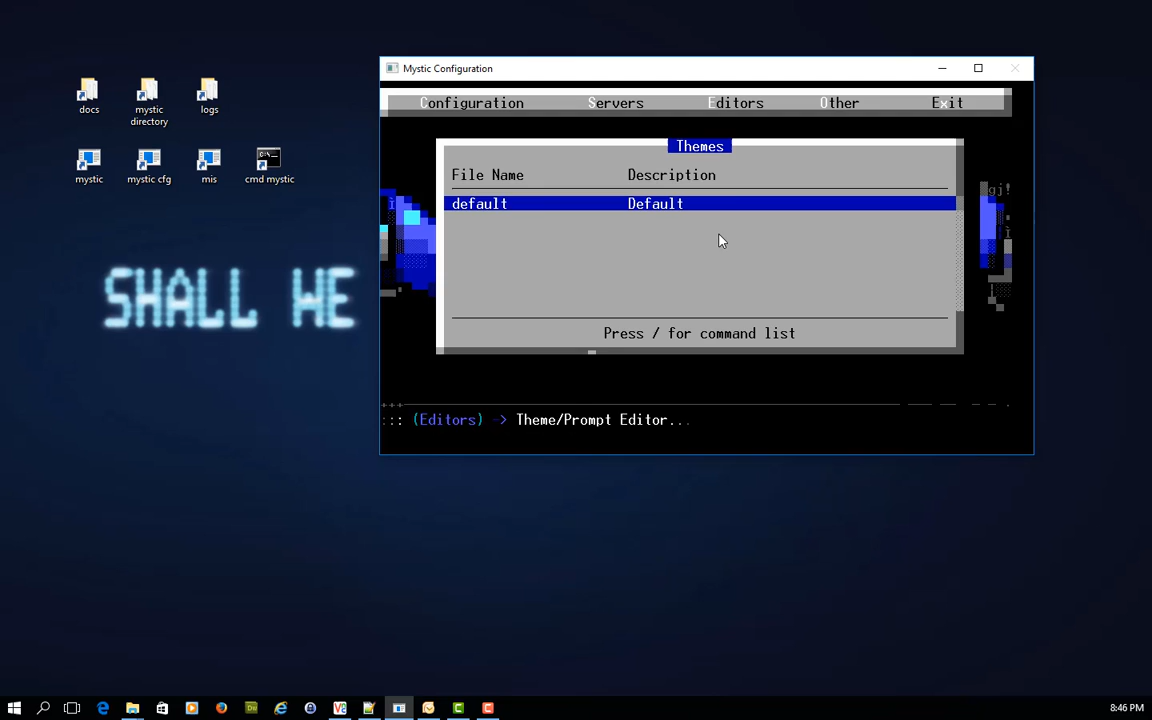 docs
mystic directory
logs
mystic
mystic cfg
mis
cmd mystic
SHALL WE
Mystic Configuration
Configuration Servers Editors Other Exit
Themes
File Name Description
default Default
Press / for command list
gj!
::: (Editors) -> Theme/Prompt Editor...
8:46 PM